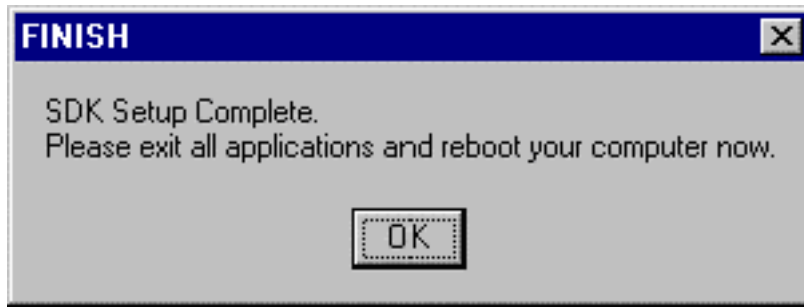 FINISH
SDK Setup Complete.
Please exit all applications and reboot your computer now.
OK